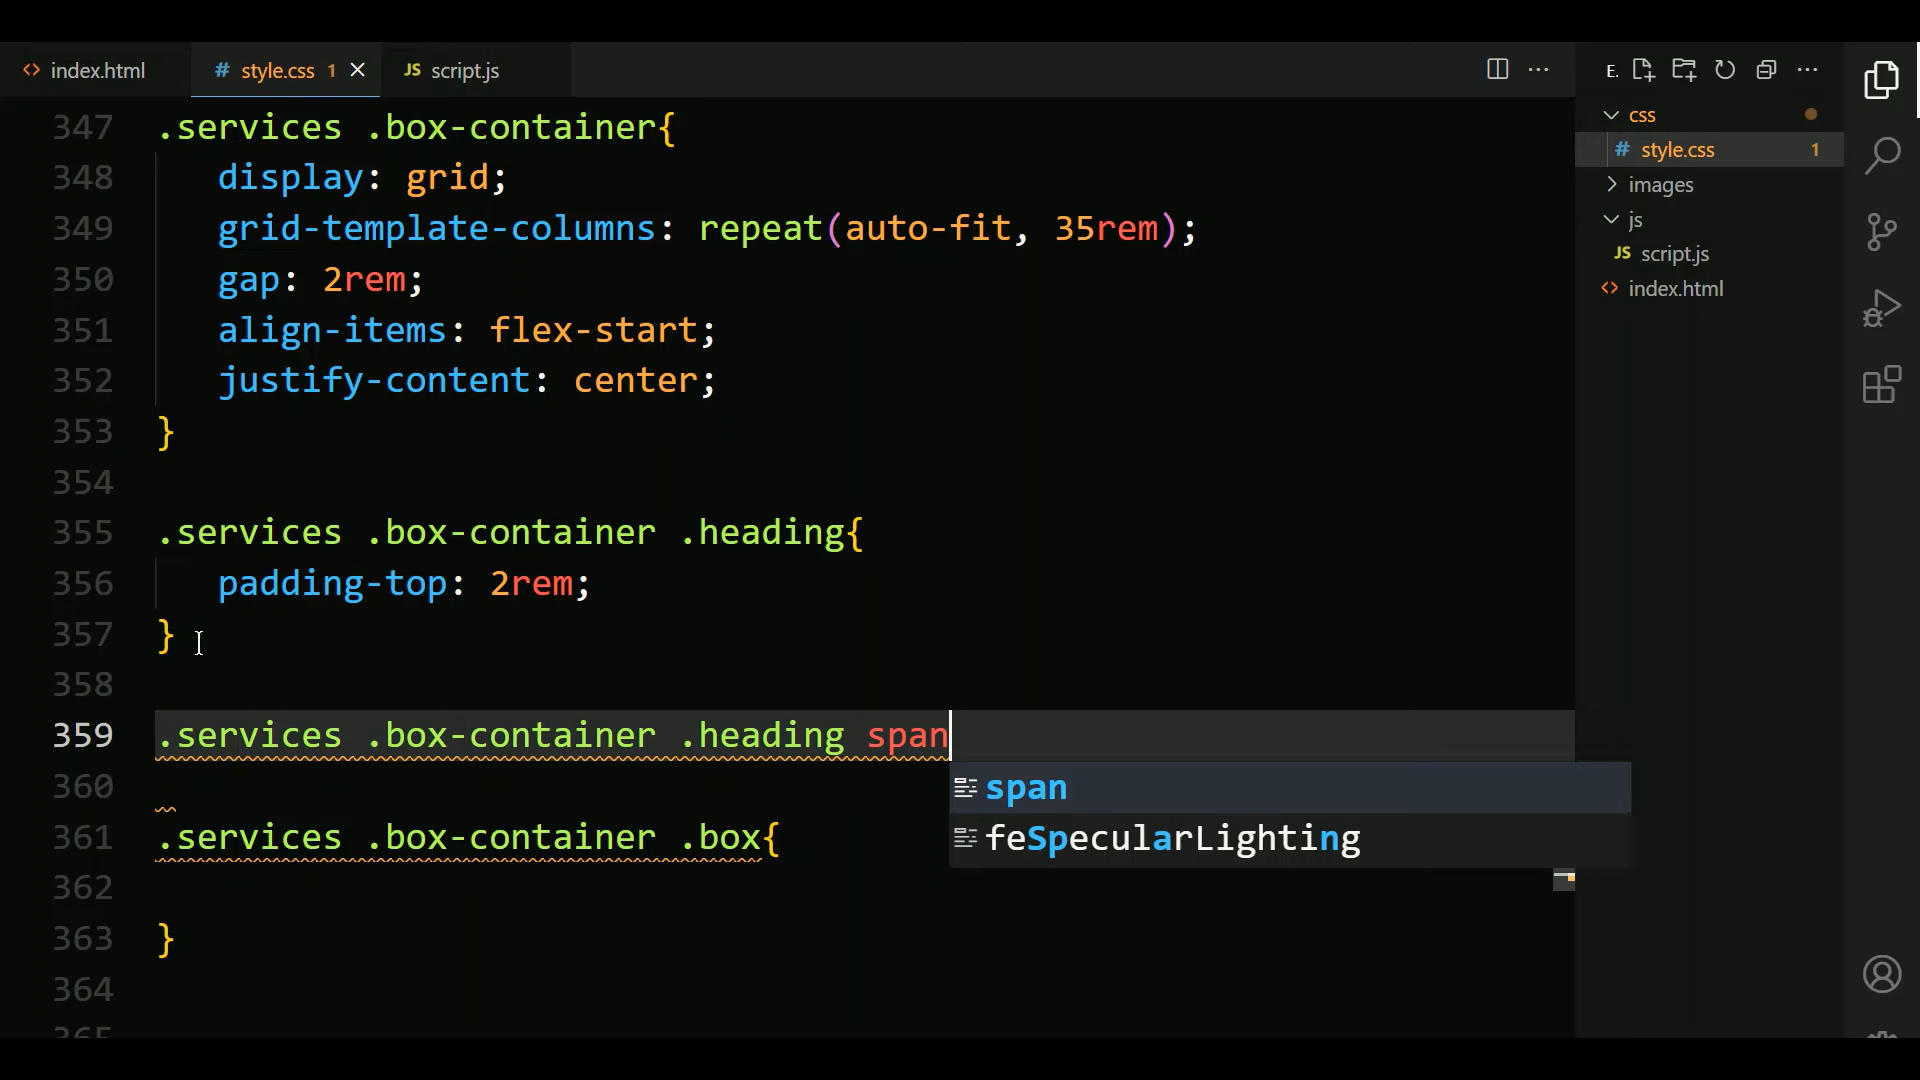 index.html
style.css 1
script.js
E.
347 .services .box-container{
348 display: grid;
349 grid-template-columns: repeat(auto-fit, 35rem);
350 gap: 2rem;
351 align-items: flex-start;
352 justify-content: center;
353 }
354
355 .services .box-container .heading{
356 padding-top: 2rem;
357 }
358
359 .services .box-container .heading span
360
span
361 .services .box-container .box{
feSpecularLighting
362
363 }
364
365
css
style.css 1
images
js
JS script.js
index.html